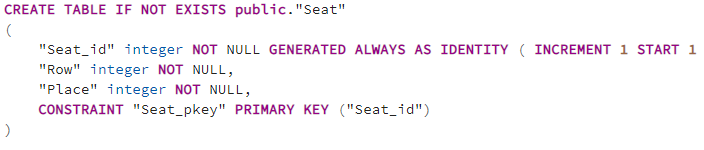 CREATE TABLE IF NOT EXISTS public."Seat"
(
"Seat_id" integer NOT NULL GENERATED ALWAYS AS IDENTITY ( INCREMENT 1 START 1
"Row" integer NOT NULL,
"Place" integer NOT NULL,
CONSTRAINT "Seat_pkey" PRIMARY KEY ("Seat_id")
)